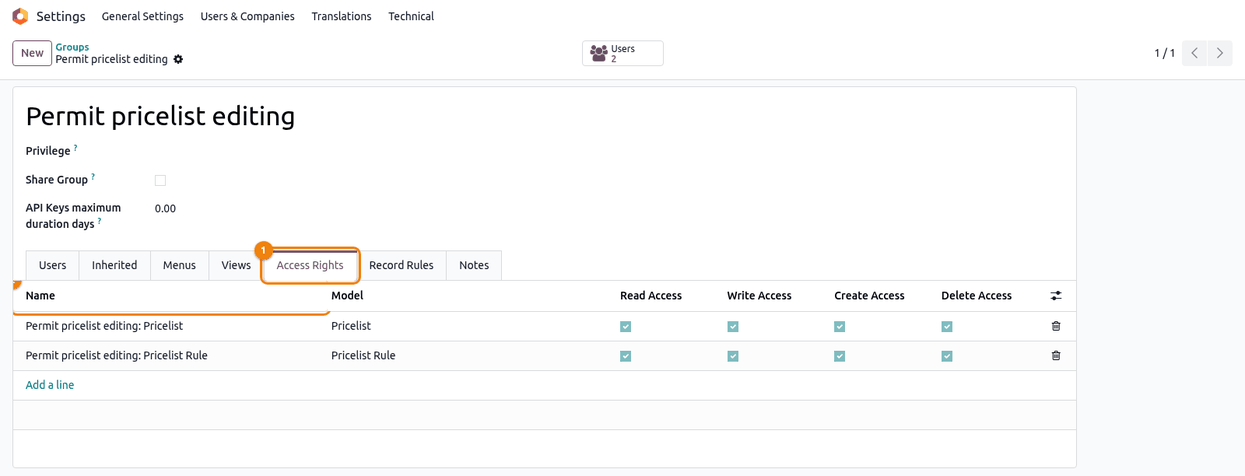 Settings General Settings Users & Companies Translations Technical
New Groups Users 1 / 1
Permit pricelist editing 2
Permit pricelist editing
Privilege ?
Share Group ?
API Keys maximum
duration days ? 0.00
1
Users Inherited Menus Views Access Rights Record Rules Notes
Name Model Read Access Write Access Create Access Delete Access
Permit pricelist editing: Pricelist Pricelist
Permit pricelist editing: Pricelist Rule Pricelist Rule
Add a line